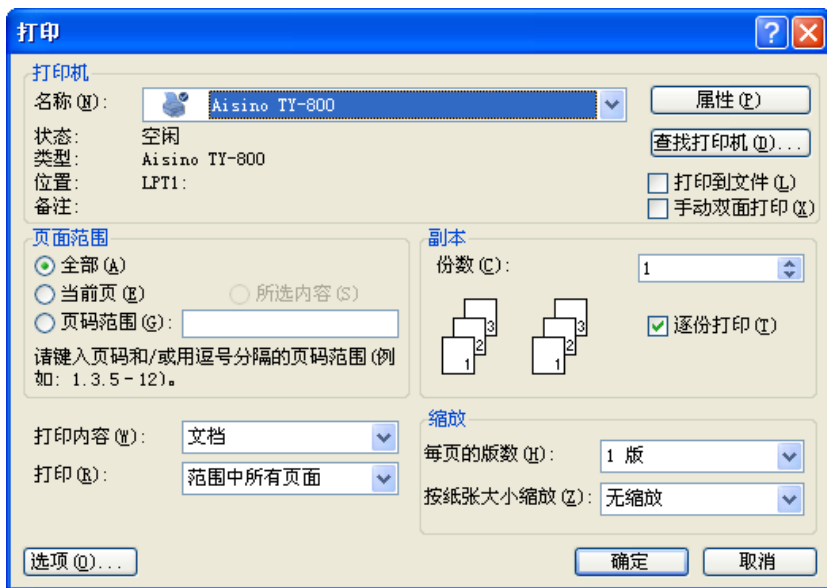 打印
打印机
名称(N): Aisino TY-800 属性(P)
状态: 空闲 查找打印机(D)...
类型: Aisino TY-800
位置: LPT1: 打印到文件(L)
备注: 手动双面打印(X)
页面范围
全部(A)
当前页(E) 所选内容(S)
页码范围(G):
请键入页码和/或用逗号分隔的页码范围(例
如: 1.3.5-12)。
副本
份数(C): 1
1 2 3 1 2 3
逐份打印(T)
打印内容(W): 文档
打印(R): 范围中所有页面
缩放
每页的版数(H): 1 版
按纸张大小缩放(Z): 无缩放
选项(O)... 确定 取消